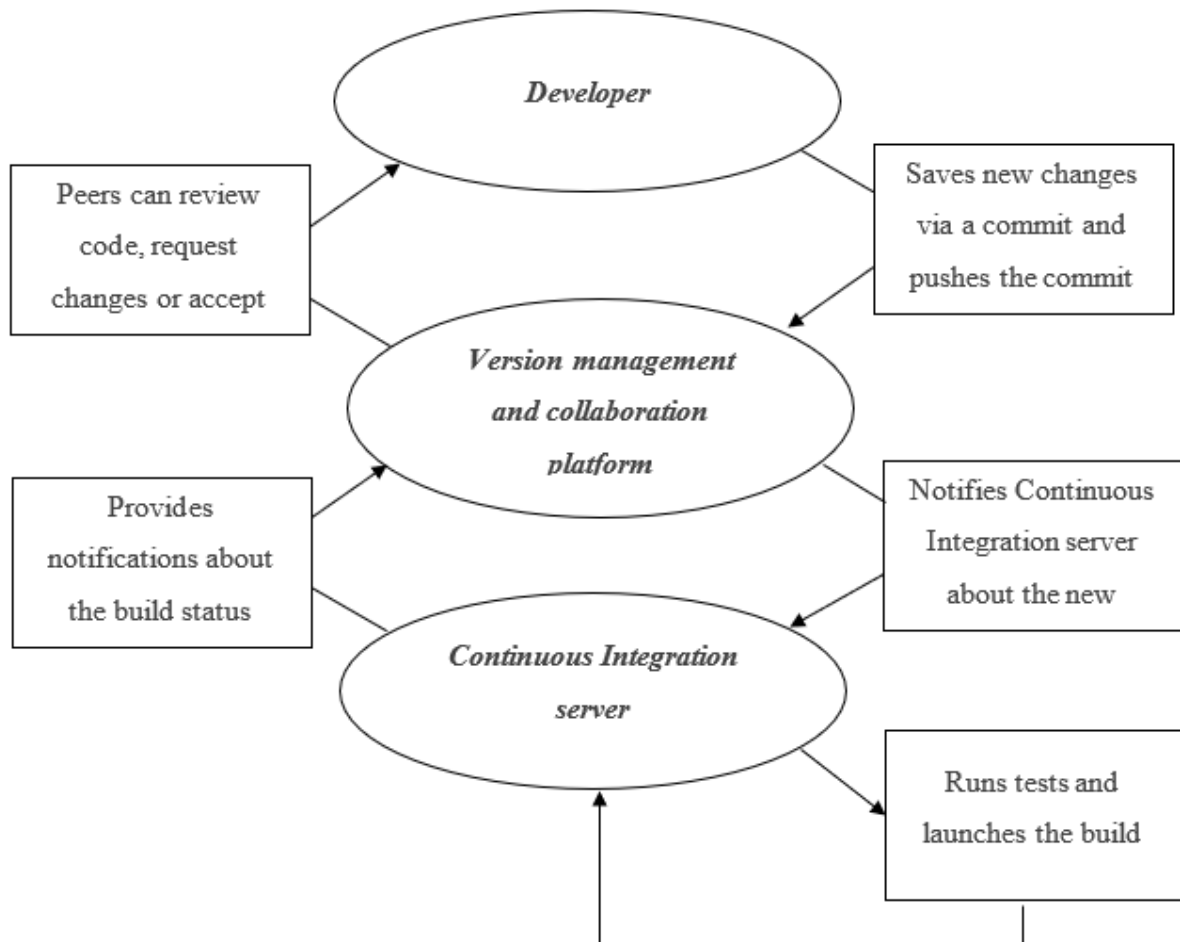 Developer
Peers can review
code, request
changes or accept
Saves new changes
via a commit and
pushes the commit
Version management
and collaboration
platform
Provides
notifications about
the build status
Notifies Continuous
Integration server
about the new
Continuous Integration
server
Runs tests and
launches the build